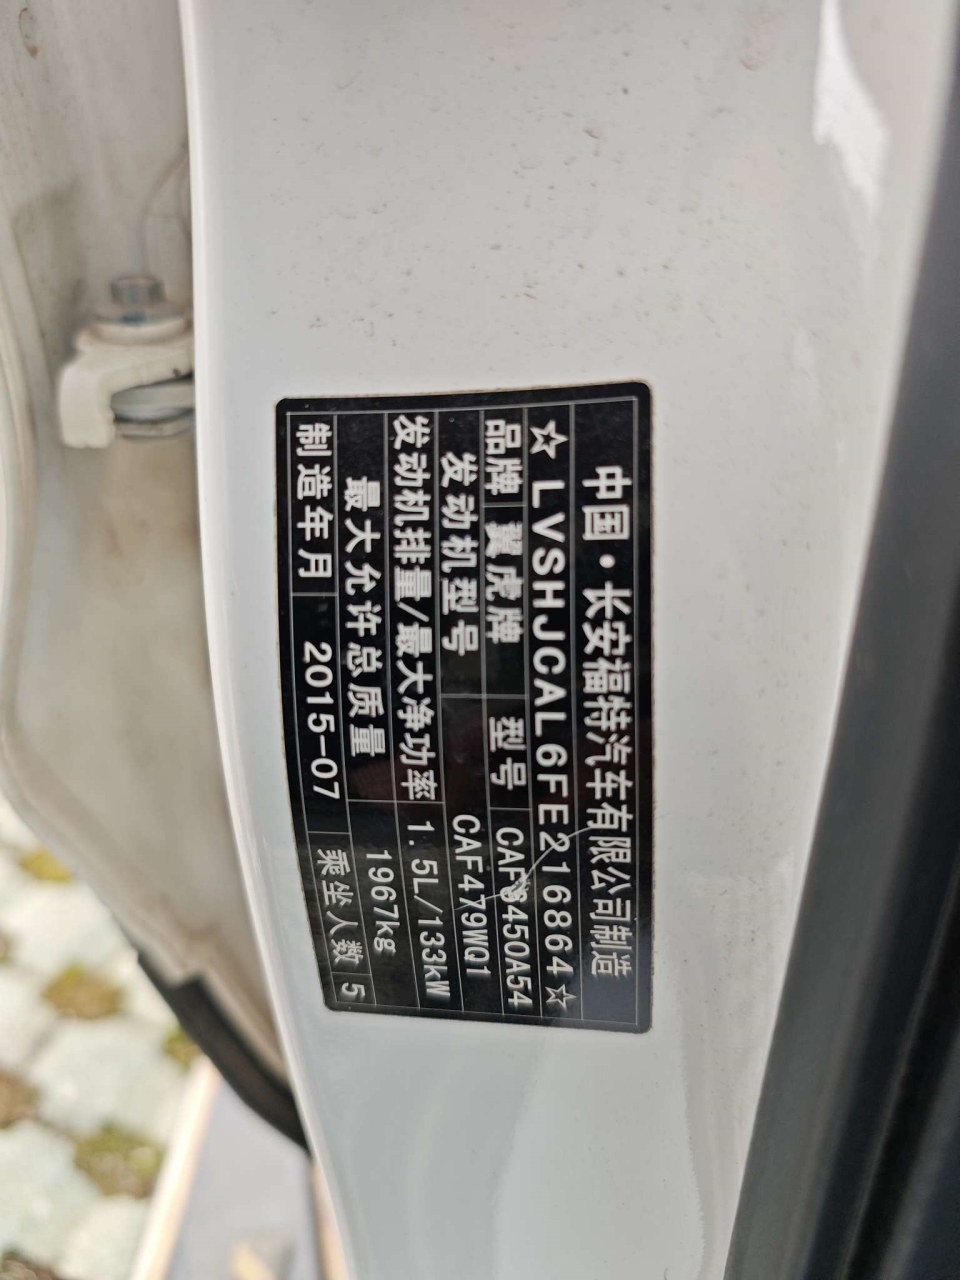 中国·长安福特汽车有限公司制造
☆LVSHJCAL6FE216864☆
品牌 翼虎牌 型号 CAF6450A54
发动机型号 CAF479WQ1
发动机排量/最大净功率 1.5L/133kW
最大允许总质量 1967kg
制造年月 2015-07 乘坐人数 5